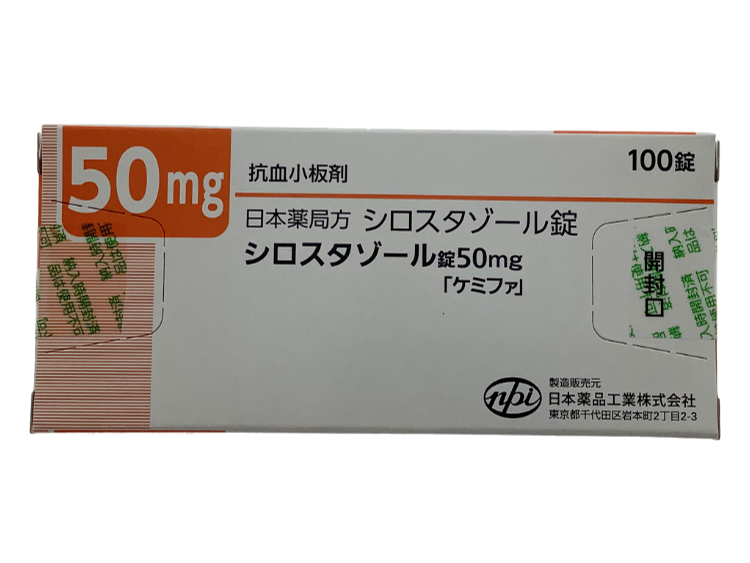 50mg
抗血小板剤
100錠
日本薬局方 シロスタゾール錠
シロスタゾール錠50mg
「ケミファ」
開封口
npi
製造販売元
日本薬品工業株式会社
東京都千代田区岩本町2丁目2-3